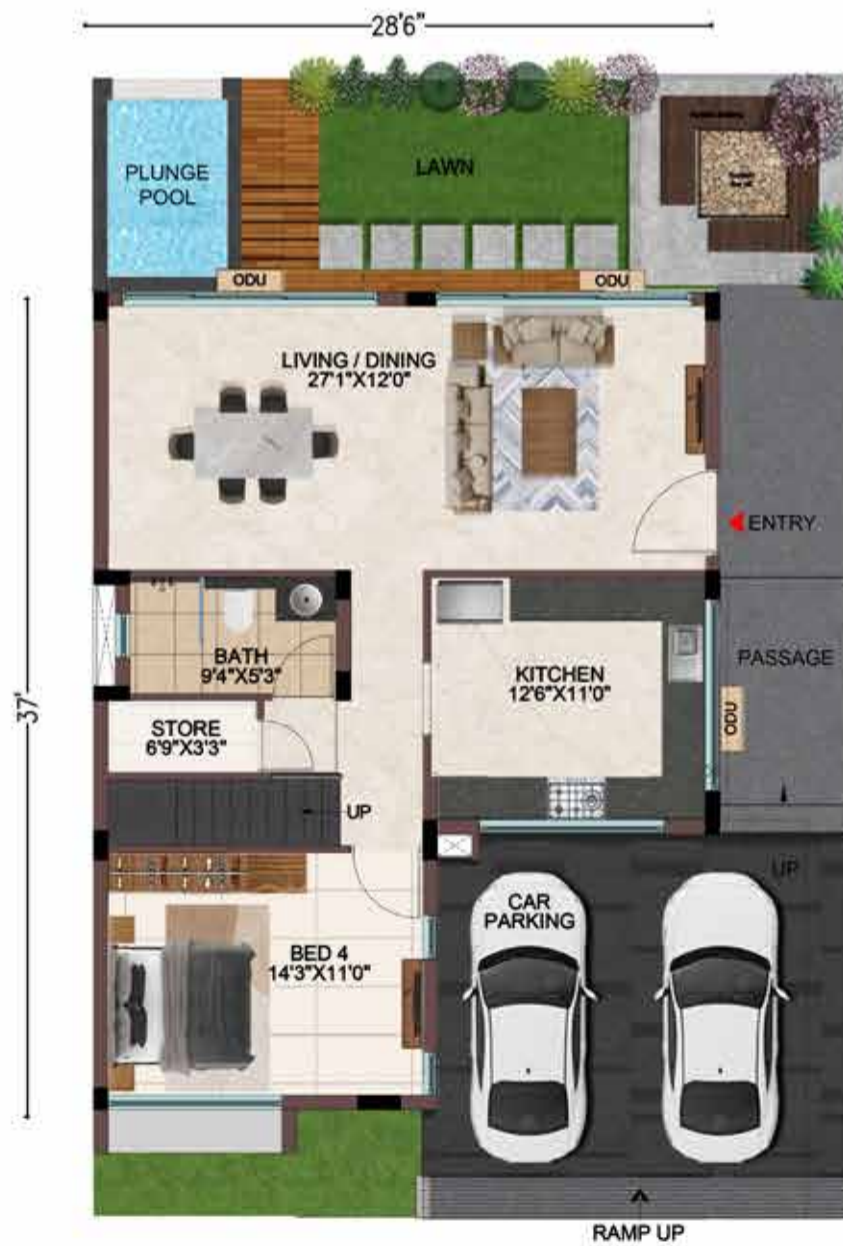 28'6"
PLUNGE
POOL
LAWN
ODU
ODU
LIVING / DINING
27'1"X12'0"
ENTRY
BATH
9'4"X5'3"
KITCHEN
12'6"X11'0"
PASSAGE
37'
STORE
6'9"X3'3"
ODU
UP
UP
CAR
PARKING
BED 4
14'3"X11'0"
RAMP UP